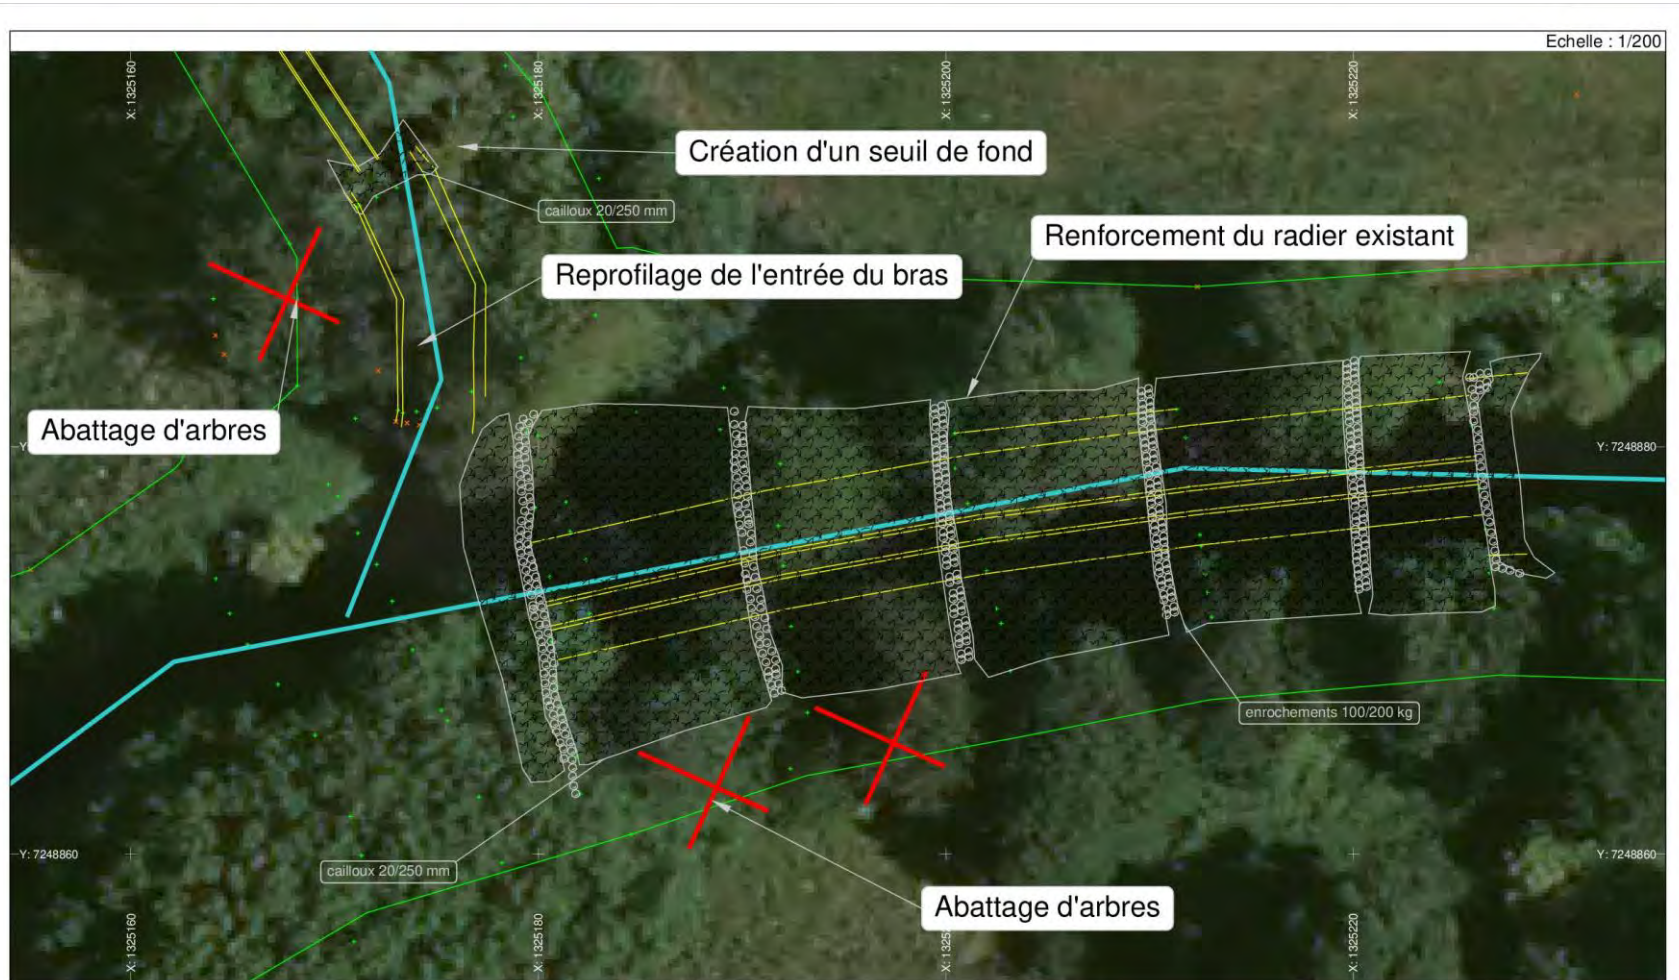 Echelle : 1/200
X: 1325160
X: 1325180
X: 1325200
X: 1325220
Création d'un seuil de fond
cailloux 20/250 mm
Renforcement du radier existant
Reprofilage de l'entrée du bras
Abattage d'arbres
Y: 7248880
enrochements 100/200 kg
Y: 7248860
Y: 7248860
cailloux 20/250 mm
Abattage d'arbres
X: 1325160
X: 1325180
X: 1325220